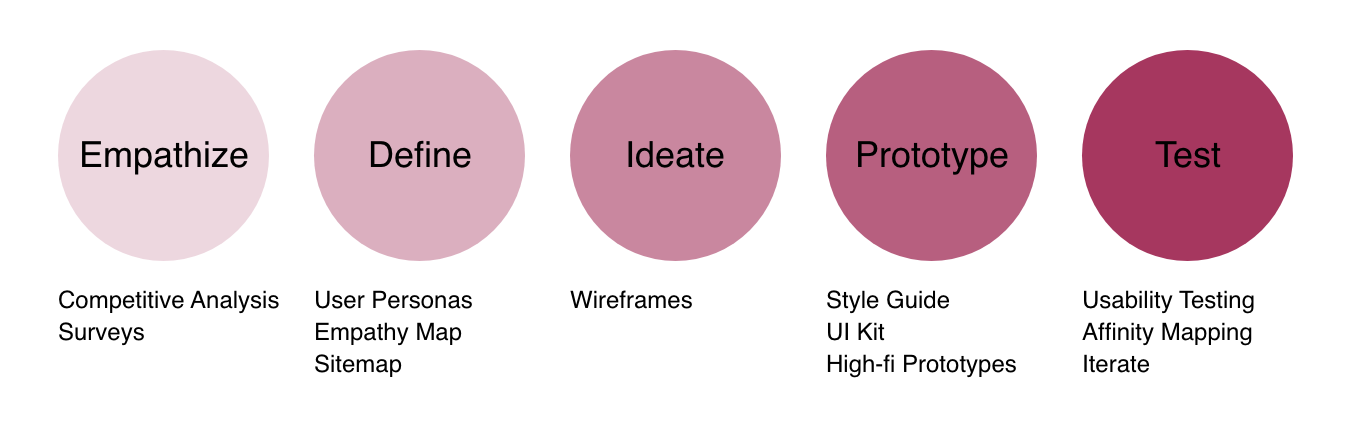 Empathize
Define
Ideate
Prototype
Test
Competitive Analysis
Surveys
User Personas
Empathy Map
Sitemap
Wireframes
Style Guide
UI Kit
High-fi Prototypes
Usability Testing
Affinity Mapping
Iterate